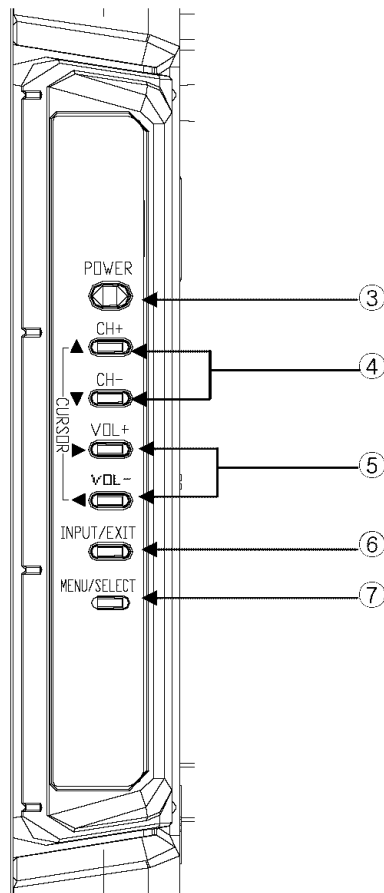 POWER
③
CH+
④
CH-
CURSOR
VOL+
⑤
VOL-
INPUT/EXIT
⑥
MENU/SELECT
⑦